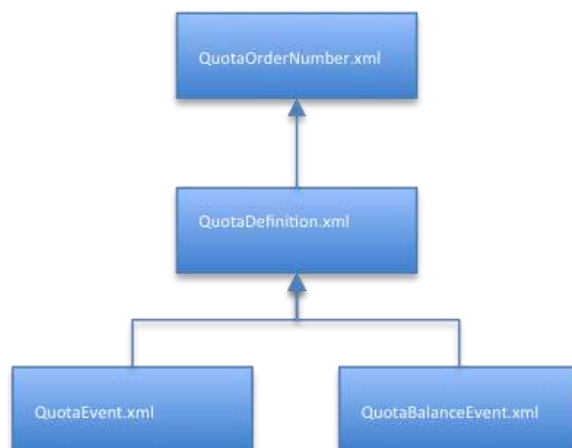 QuotaOrderNumber.xml
QuotaDefinition.xml
QuotaEvent.xml
QuotaBalanceEvent.xml